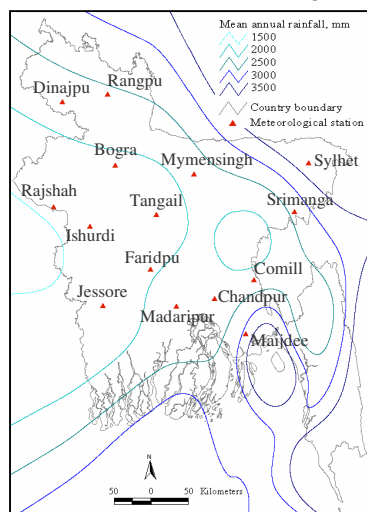 Mean annual rainfall, mm
1500
2000
2500
3000
3500
Country boundary
Meteorological station
Rangpu
Dinajpu
Bogra
Mymensingh
Sylhet
Rajshah
Tangail
Srimanga
Ishurdi
Faridpu
Comill
Jessore
Chandpur
Madaripur
Maijdee
N
50 0 50 Kilometers